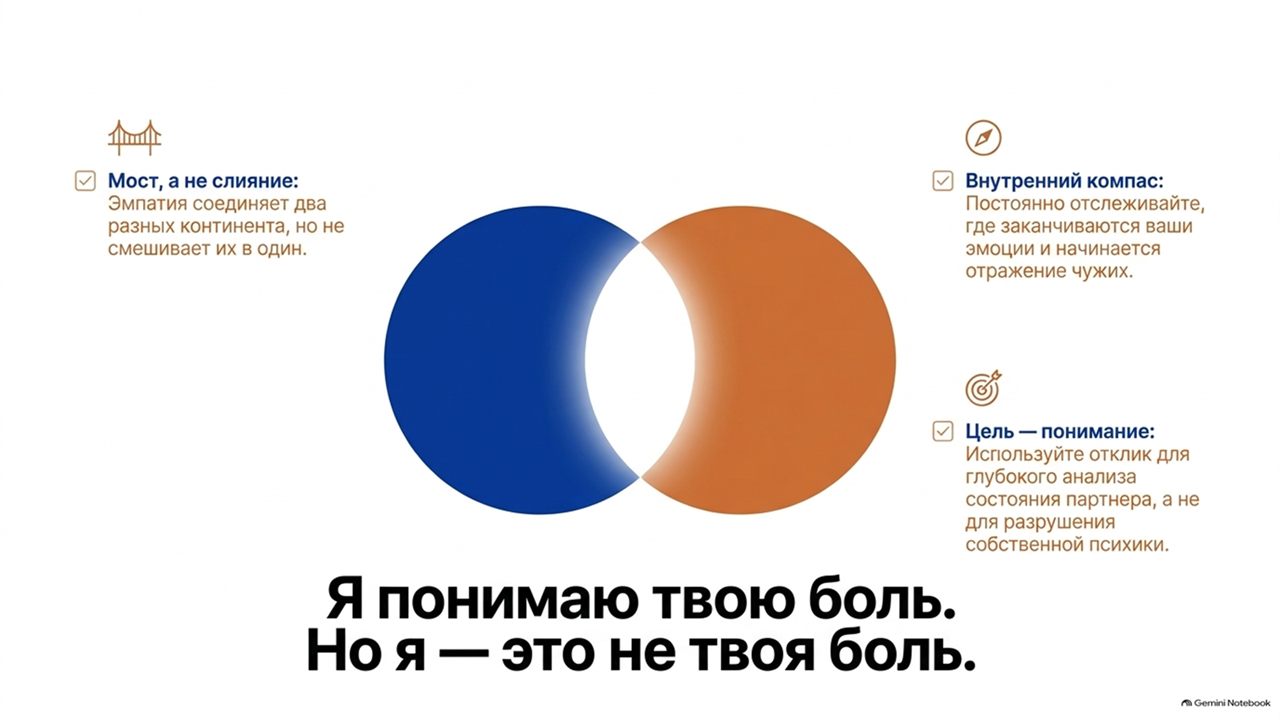 Мост, а не слияние:
Эмпатия соединяет два
разных континента, но не
смешивает их в один.
Внутренний компас:
Постоянно отслеживайте,
где заканчиваются ваши
эмоции и начинается
отражение чужих.
Цель — понимание:
Используйте отклик для
глубокого анализа
состояния партнера, а не
для разрушения
собственной психики.
Я понимаю твою боль.
Но я — это не твоя боль.
Gemini Notebook